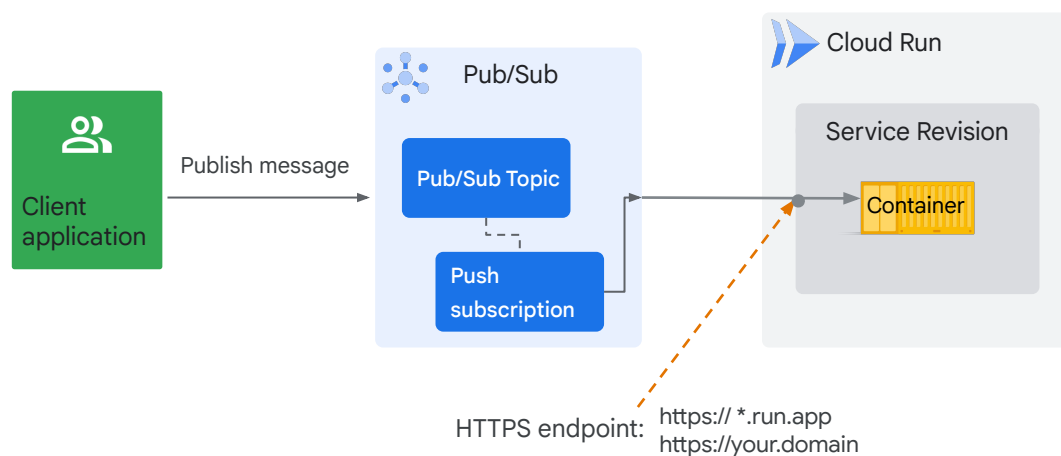 Cloud Run
Pub/Sub
Service Revision
Publish message
Pub/Sub Topic
Client
application
Container
Push
subscription
HTTPS endpoint:
https:// *.run.app
https://your.domain